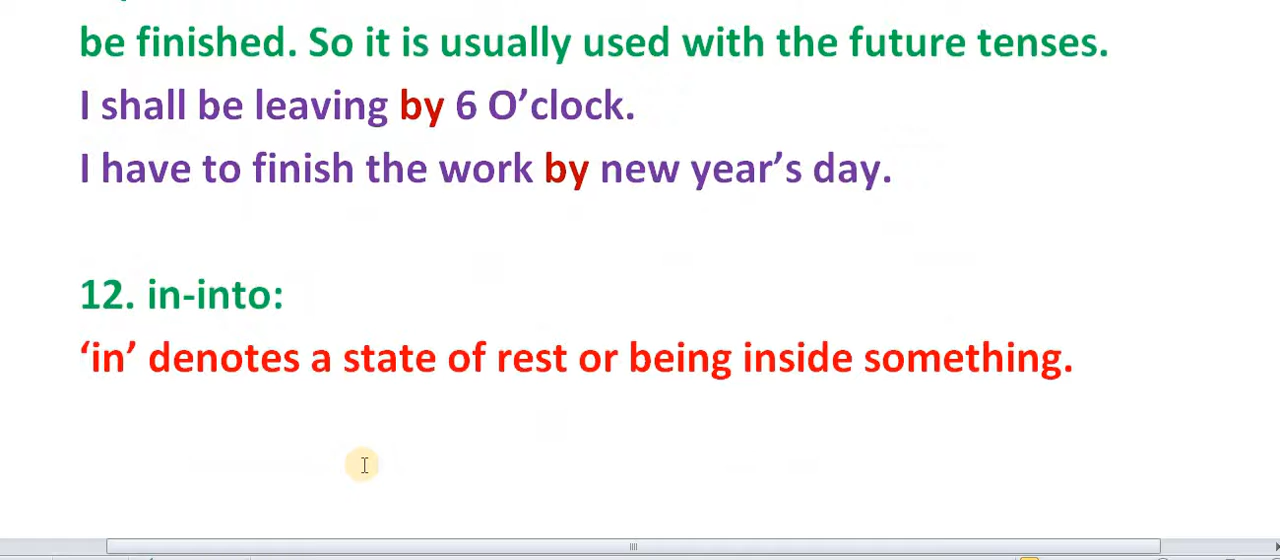 be finished. So it is usually used with the future tenses.
I shall be leaving by 6 O’clock.
I have to finish the work by new year’s day.
12. in-into:
‘in’ denotes a state of rest or being inside something.